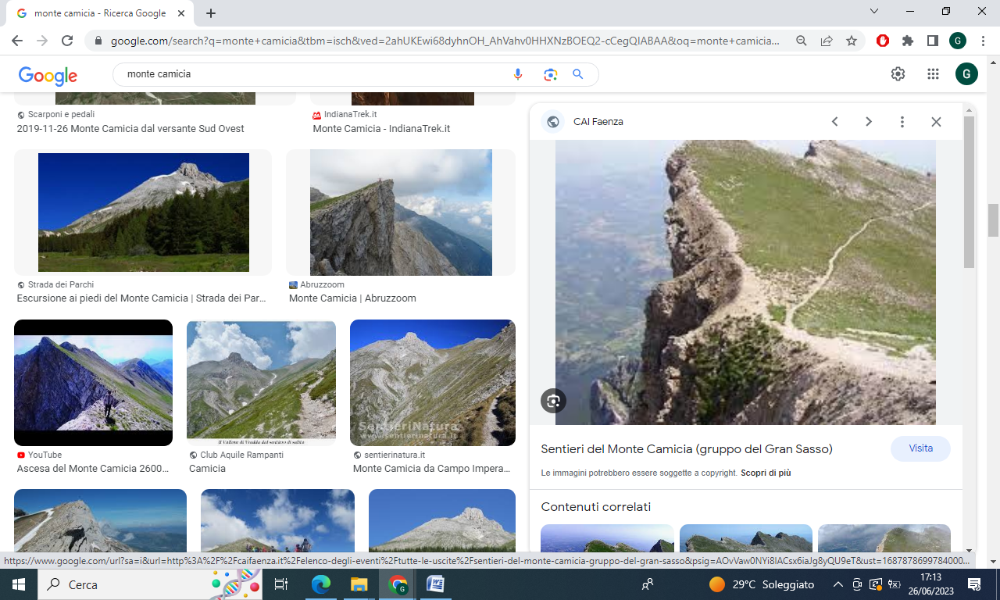 monte camicia - Ricerca Google
google.com/search?q=monte+camicia&tbm=isch&ved=2ahUKEwi68dyhnOH_AhVahv0HHXNzBOEQ2-cCegQIABAA&oq=monte+camicia...
G
Google
monte camicia
G
Scarponi e pedali
2019-11-26 Monte Camicia dal versante Sud Ovest
IndianaTrek.it
Monte Camicia - IndianaTrek.it
Strada dei Parchi
Escursione ai piedi del Monte Camicia | Strada dei Par...
Abruzzoom
Monte Camicia | Abruzzoom
Il Vallone di Vradda dal sentiero di salita
SentieriNatura
www.sentierinatura.it
YouTube
Ascesa del Monte Camicia 2600...
Club Aquile Rampanti
Camicia
sentierinatura.it
Monte Camicia da Campo Impera...
CAI Faenza
Sentieri del Monte Camicia (gruppo del Gran Sasso)
Visita
Le immagini potrebbero essere soggette a copyright. Scopri di più
Contenuti correlati
https://www.google.com/url?sa=i&url=http%3A%2F%2Fcaifaenza.it%2Felenco-degli-eventi%2Ftutte-le-uscite%2Fsentieri-del-monte-camicia-gruppo-del-gran-sasso&psig=AOvVaw0NYi8lACsx6iaJg8yQU9eT&ust=1687878699784000...
Cerca
G
W
29°C Soleggiato
17:13
26/06/2023